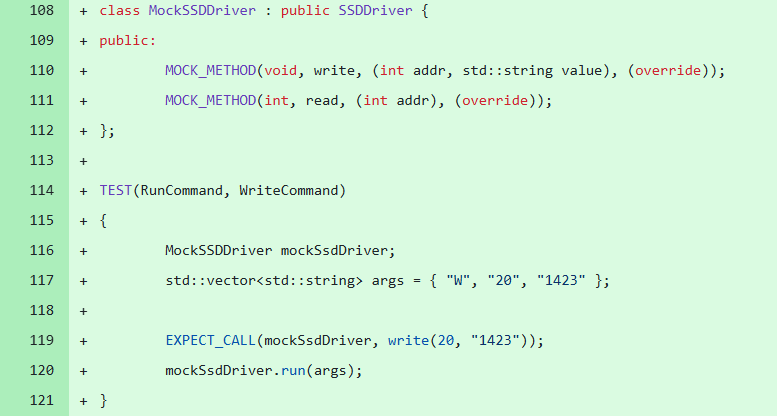 108 + class MockSSDDriver : public SSDDriver {
109 + public:
110 + MOCK_METHOD(void, write, (int addr, std::string value), (override));
111 + MOCK_METHOD(int, read, (int addr), (override));
112 + };
113 +
114 + TEST(RunCommand, WriteCommand)
115 + {
116 + MockSSDDriver mockSsdDriver;
117 + std::vector<std::string> args = { "W", "20", "1423" };
118 +
119 + EXPECT_CALL(mockSsdDriver, write(20, "1423"));
120 + mockSsdDriver.run(args);
121 + }